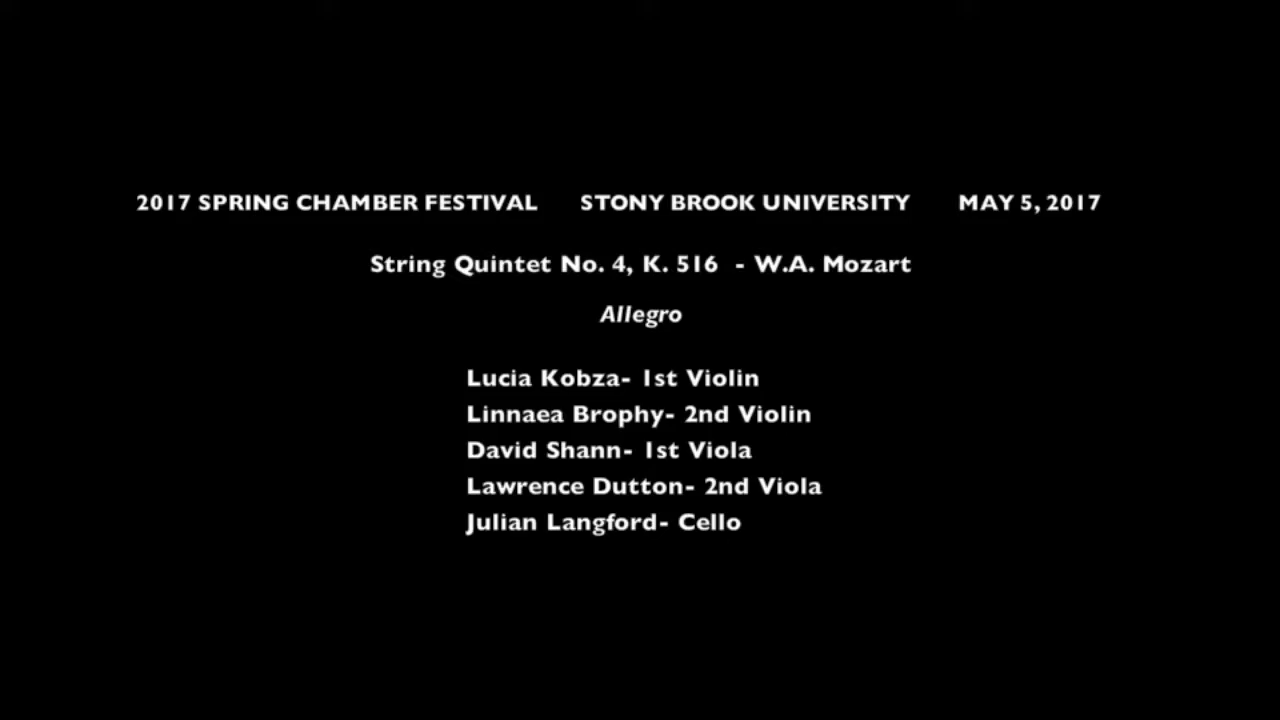 2017 SPRING CHAMBER FESTIVAL STONY BROOK UNIVERSITY MAY 5, 2017
String Quintet No. 4, K. 516 - W.A. Mozart
Allegro
Lucia Kobza- 1st Violin
Linnaea Brophy- 2nd Violin
David Shann- 1st Viola
Lawrence Dutton- 2nd Viola
Julian Langford- Cello